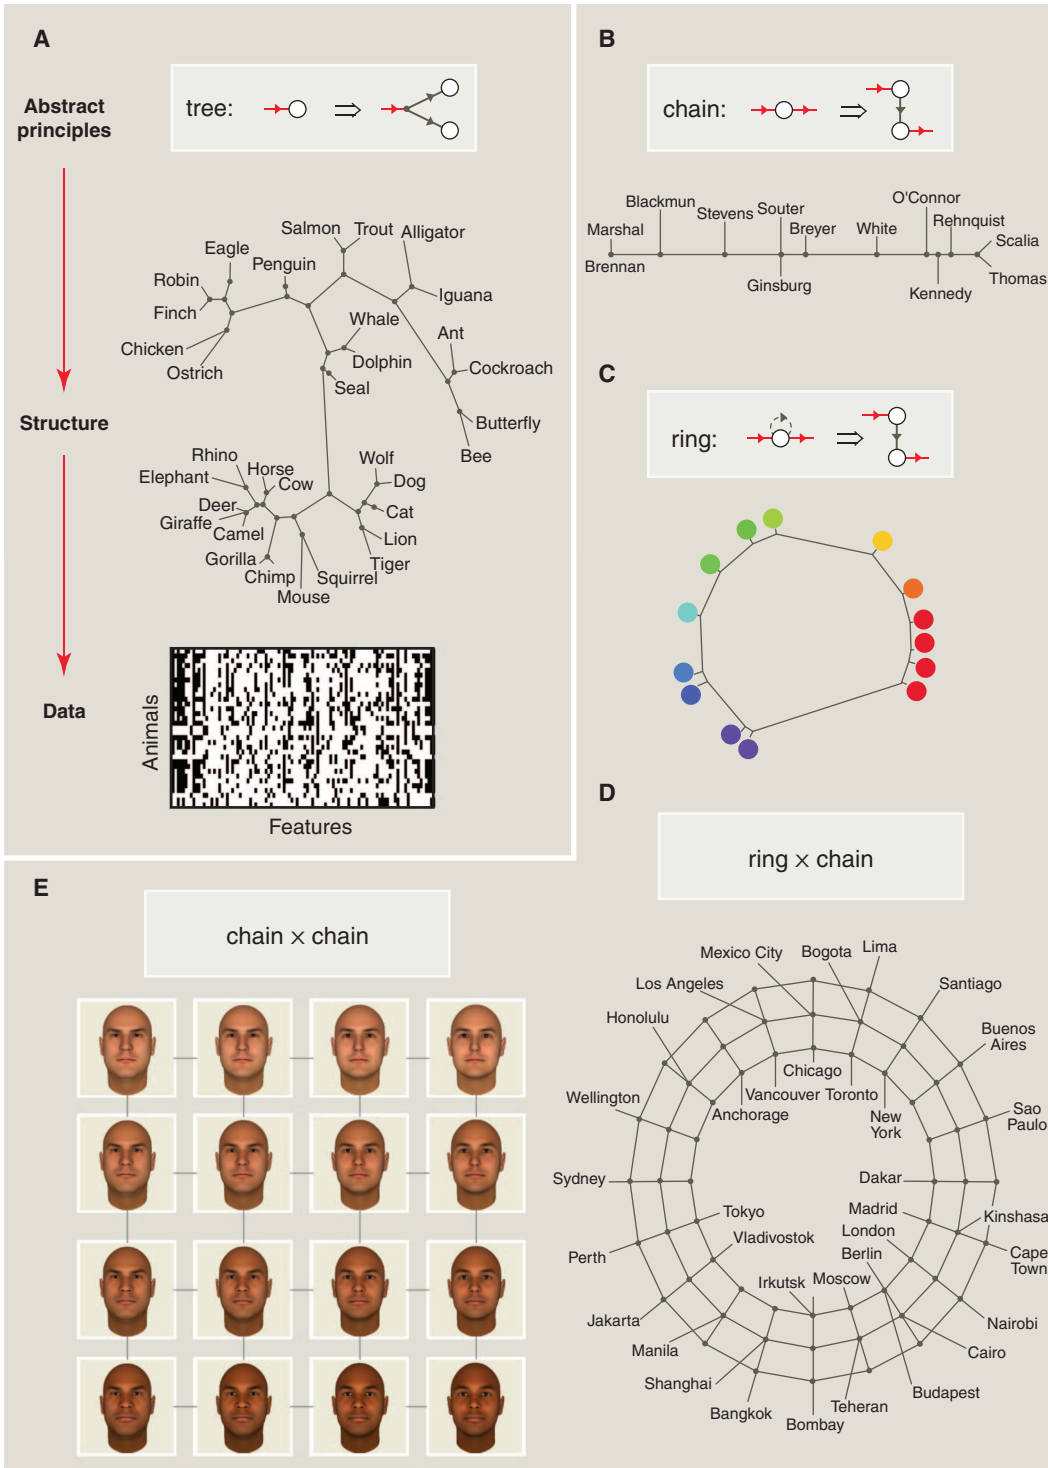 A
Abstract
principles
tree:
Salmon
Trout
Alligator
Eagle
Penguin
Robin
Iguana
Finch
Whale
Ant
Chicken
Dolphin
Cockroach
Ostrich
Seal
Structure
Butterfly
Bee
Rhino
Wolf
Elephant
Horse
Cow
Dog
Deer
Cat
Giraffe
Camel
Lion
Gorilla
Tiger
Chimp
Squirrel
Mouse
Data
Animals
Features
B
chain:
Blackmun
O'Connor
Stevens
Souter
Rehnquist
Marshal
Breyer
White
Scalia
Brennan
Thomas
Ginsburg
Kennedy
C
ring:
D
ring × chain
Mexico City
Bogota
Lima
Los Angeles
Santiago
Honolulu
Buenos
Aires
Chicago
Wellington
Vancouver
Toronto
Anchorage
New
York
Sao
Paulo
Sydney
Dakar
Tokyo
Madrid
Kinshasa
Vladivostok
London
Perth
Berlin
Cape
Town
Irkutsk
Moscow
Jakarta
Nairobi
Manila
Cairo
Shanghai
Budapest
Bangkok
Teheran
Bombay
E
chain × chain